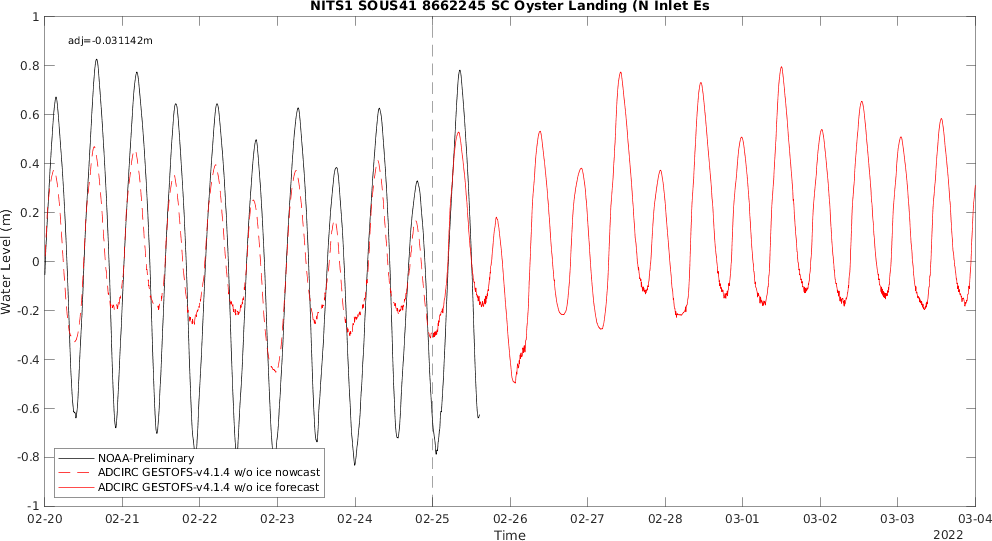 NITS1 SOUS41 8662245 SC Oyster Landing (N Inlet Es
adj=-0.031142m
1
0.8
0.6
0.4
0.2
0
-0.2
-0.4
-0.6
-0.8
-1
Water Level (m)
NOAA-Preliminary
ADCIRC GESTOFS-v4.1.4 w/o ice nowcast
ADCIRC GESTOFS-v4.1.4 w/o ice forecast
02-20 02-21 02-22 02-23 02-24 02-25 02-26 02-27 02-28 03-01 03-02 03-03 03-04
Time
2022